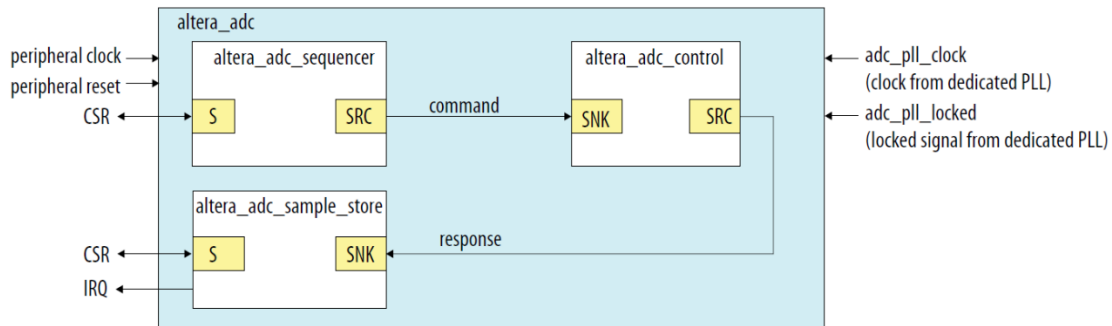 altera_adc
peripheral clock
peripheral reset
CSR
altera_adc_sequencer
S
SRC
command
altera_adc_control
SNK
SRC
adc_pll_clock
(clock from dedicated PLL)
adc_pll_locked
(locked signal from dedicated PLL)
altera_adc_sample_store
CSR
S
SNK
response
IRQ